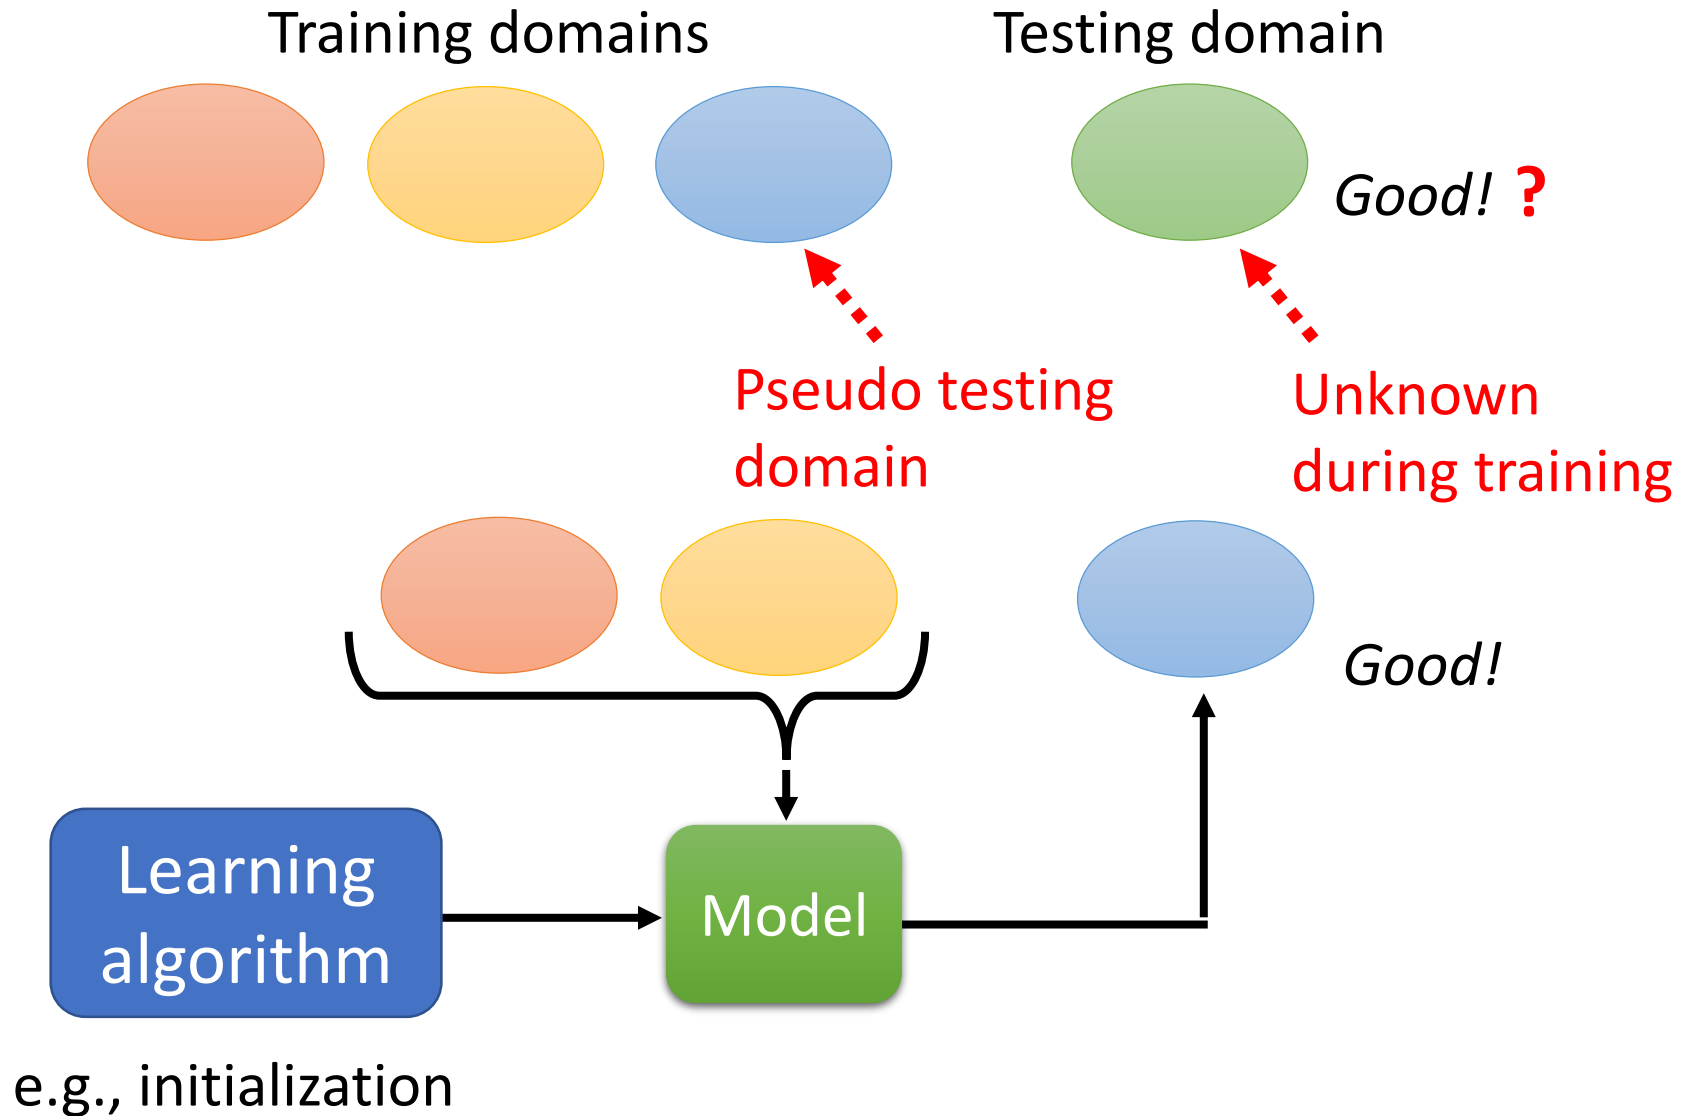 Training domains
Testing domain
Good! ?
Pseudo testing
domain
Unknown
during training
Good!
Learning
algorithm
Model
e.g., initialization